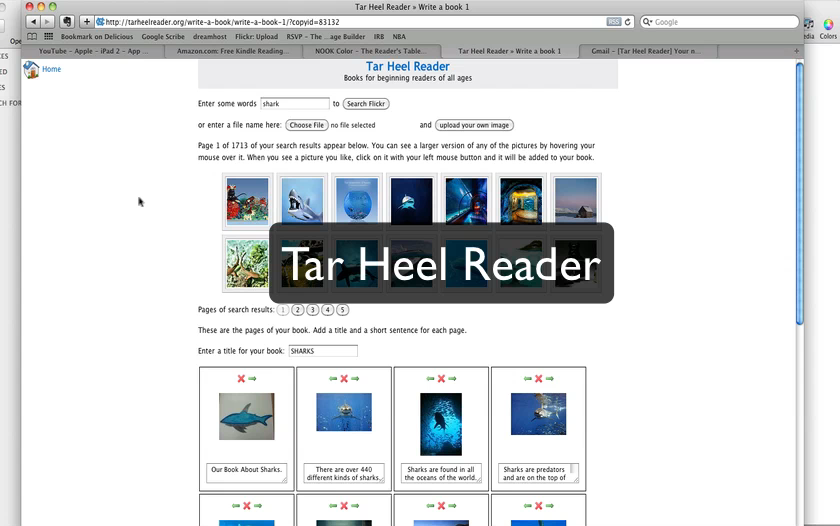 Tar Heel Reader » Write a book 1
http://tarheelreader.org/write-a-book/write-a-book-1/?copyid=83132
RSS
Google
Colors
Bookmark on Delicious
Google Scribe
dreamhost
Flickr: Upload
RSVP – The ...age Builder
IRB
NBA
YouTube – Apple – iPad 2 – App ...
Amazon.com: Free Kindle Reading...
NOOK Color – The Reader's Table...
Tar Heel Reader » Write a book 1
Gmail – [Tar Heel Reader] Your n...
Home
Tar Heel Reader
Books for beginning readers of all ages
Enter some words shark to Search Flickr
or enter a file name here: Choose File no file selected and upload your own image
Page 1 of 1713 of your search results appear below. You can see a larger version of any of the pictures by hovering your
mouse over it. When you see a picture you like, click on it with your left mouse button and it will be added to your book.
Tar Heel Reader
Pages of search results: 1 2 3 4 5
These are the pages of your book. Add a title and a short sentence for each page.
Enter a title for your book: SHARKS
Our Book About Sharks.
There are over 440
different kinds of sharks.
Sharks are found in all
the oceans of the world.
Sharks are predators
and are on the top of